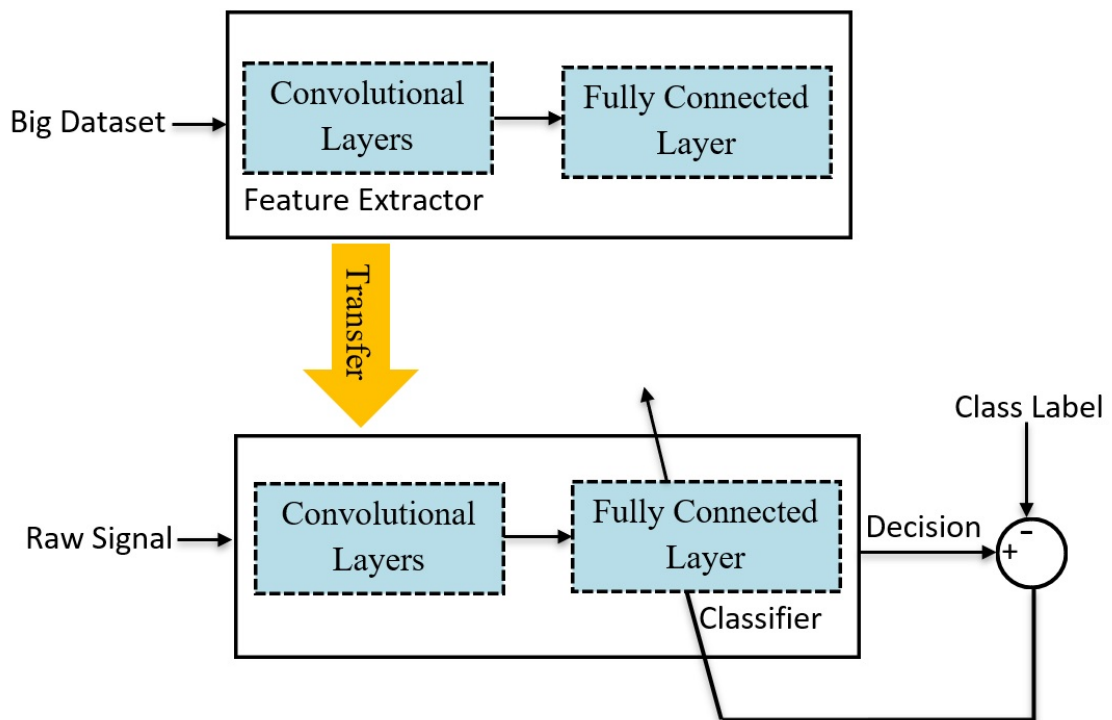 Convolutional
Layers
Fully Connected
Layer
Big Dataset
Feature Extractor
Transfer
Class Label
Convolutional
Layers
Fully Connected
Layer
Raw Signal
Decision
-
+
Classifier